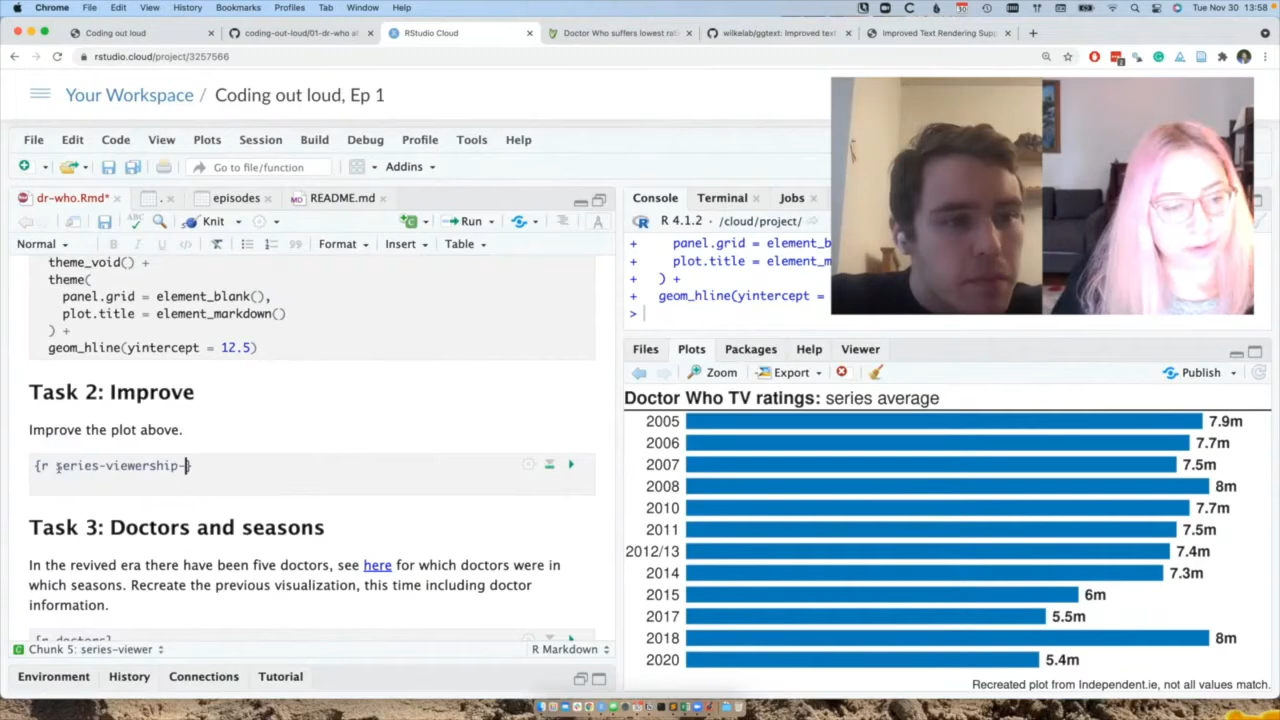 Chrome File Edit View History Bookmarks Profiles Tab Window Help Tue Nov 30 13:58
Coding out loud
coding-out-loud/01-dr-who at
RStudio Cloud
Doctor Who suffers lowest rati
wilkelab/ggtext: Improved text
Improved Text Rendering Supp
rstudio.cloud/project/3257566
Your Workspace / Coding out loud, Ep 1
File Edit Code View Plots Session Build Debug Profile Tools Help
Go to file/function Addins
dr-who.Rmd* . episodes README.md
Knit Run
Normal B I U Format Insert Table
theme_void() +
theme(
panel.grid = element_blank(),
plot.title = element_markdown()
) +
geom_hline(yintercept = 12.5)
Task 2: Improve
Improve the plot above.
{r series-viewership-}
Task 3: Doctors and seasons
In the revived era there have been five doctors, see here for which doctors were in
which seasons. Recreate the previous visualization, this time including doctor
information.
{r doctors}
Chunk 5: series-viewer R Markdown
Environment History Connections Tutorial
Console Terminal Jobs
R 4.1.2 · /cloud/project/
+ panel.grid = element_b
+ plot.title = element_m
+ ) +
+ geom_hline(yintercept =
>
Files Plots Packages Help Viewer
Zoom Export Publish
Doctor Who TV ratings: series average
2005 7.9m
2006 7.7m
2007 7.5m
2008 8m
2010 7.7m
2011 7.5m
2012/13 7.4m
2014 7.3m
2015 6m
2017 5.5m
2018 8m
2020 5.4m
Recreated plot from Independent.ie, not all values match.